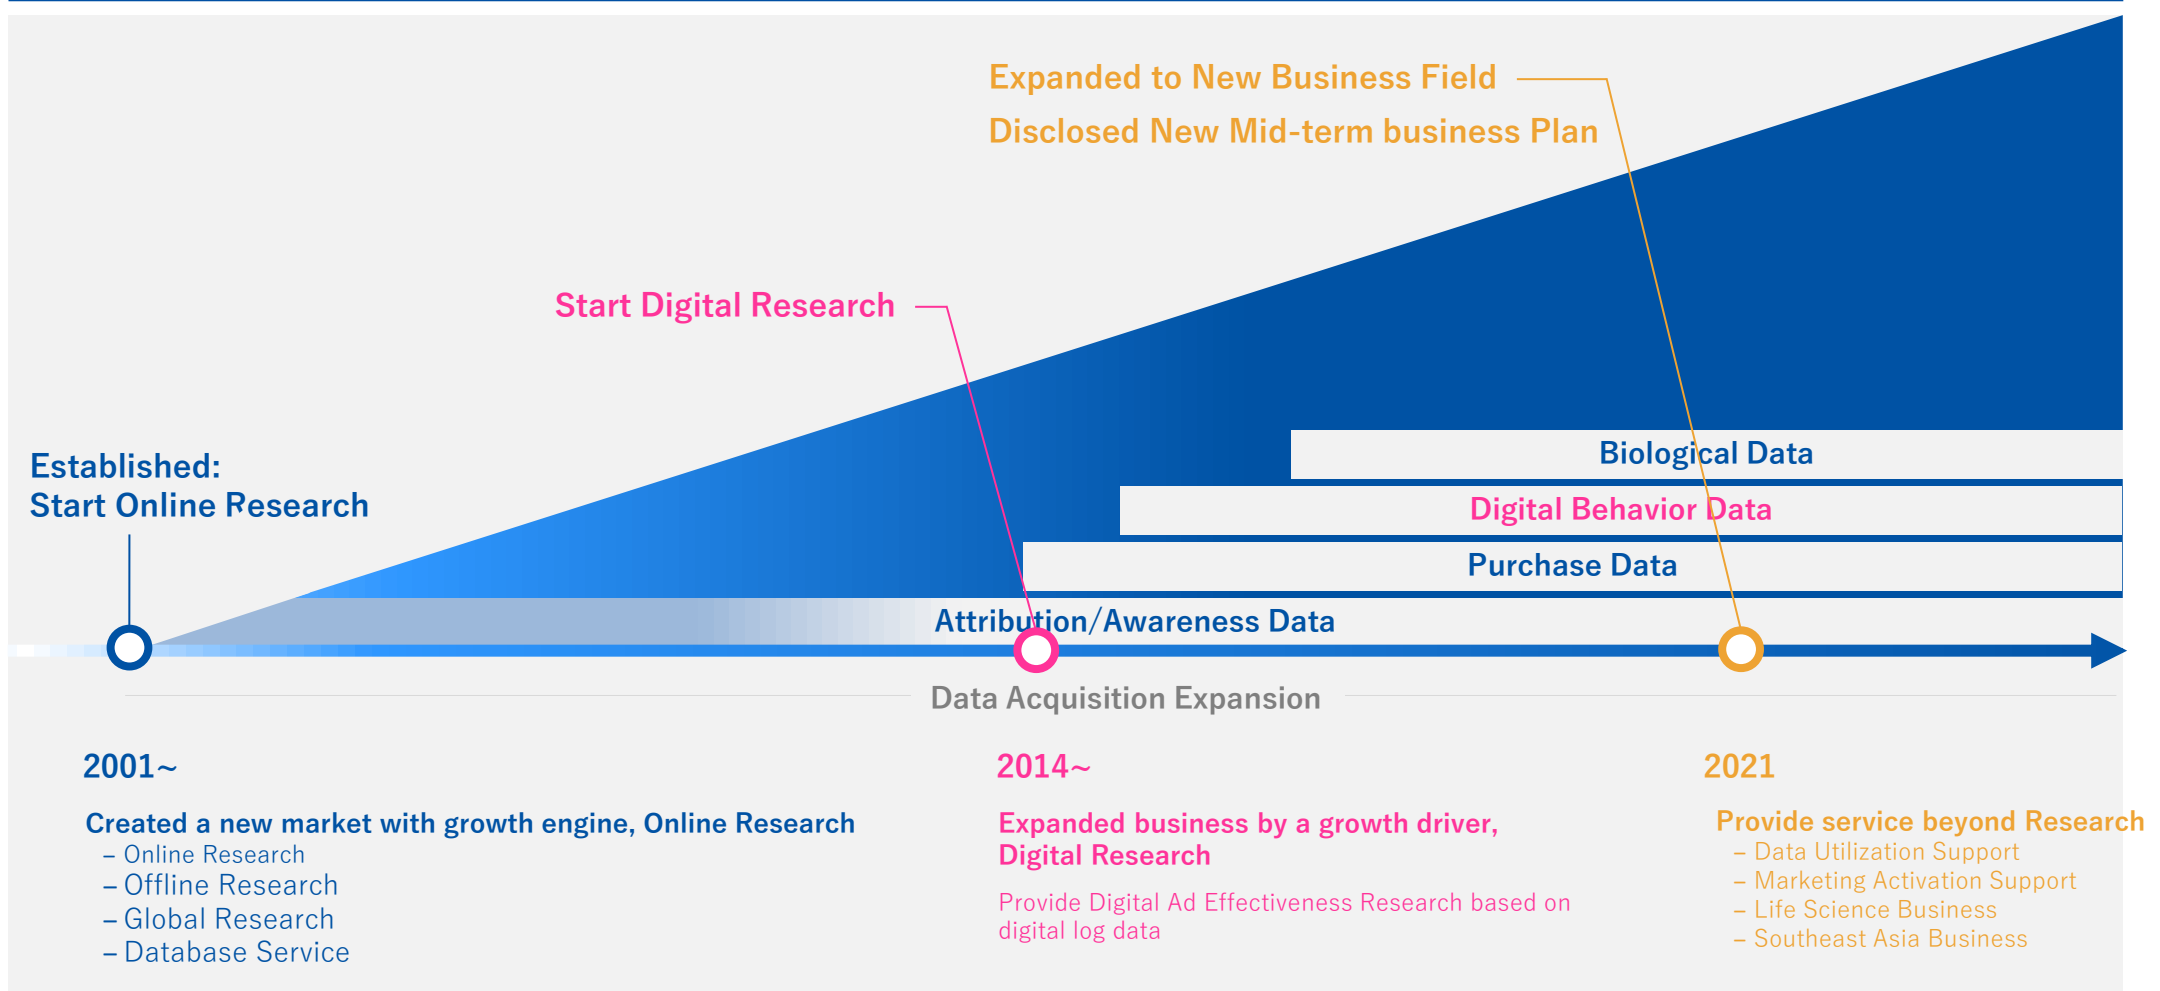 Expanded to New Business Field
Disclosed New Mid-term business Plan
Start Digital Research
Established:
Start Online Research
Biological Data
Digital Behavior Data
Purchase Data
Attribution/Awareness Data
Data Acquisition Expansion
2001~
Created a new market with growth engine, Online Research
– Online Research
– Offline Research
– Global Research
– Database Service
2014~
Expanded business by a growth driver,
Digital Research
Provide Digital Ad Effectiveness Research based on
digital log data
2021
Provide service beyond Research
– Data Utilization Support
– Marketing Activation Support
– Life Science Business
– Southeast Asia Business